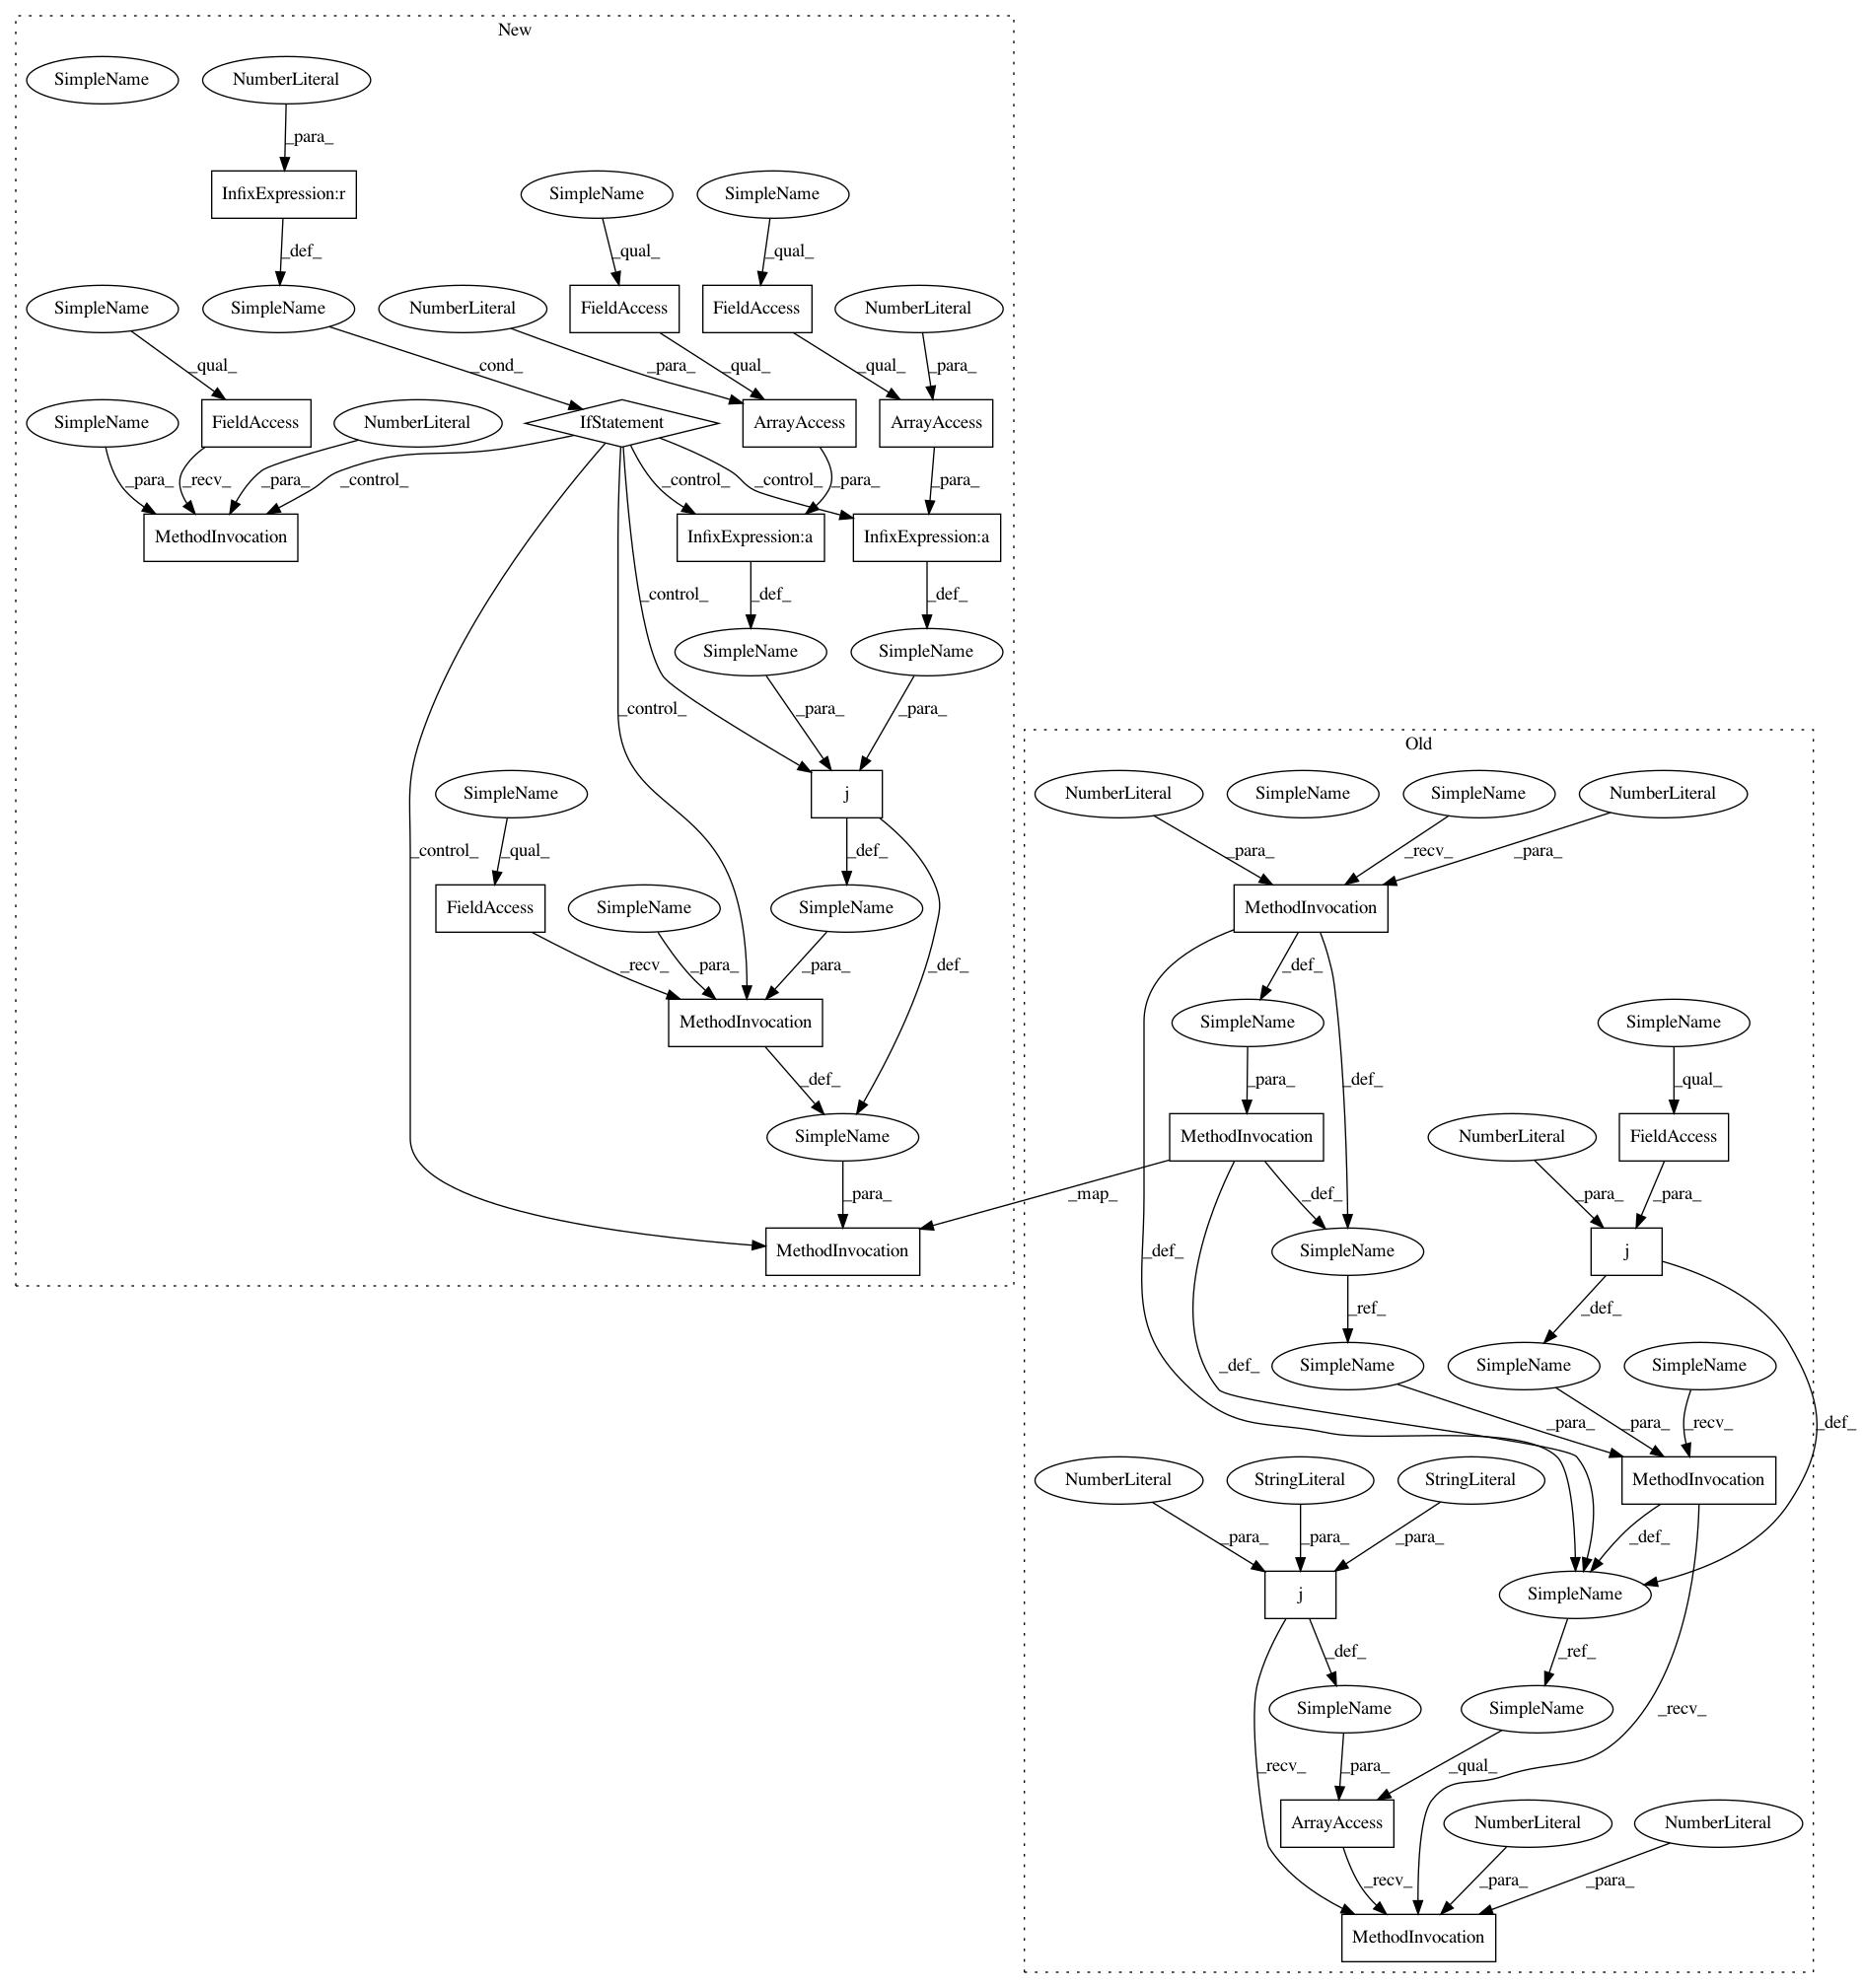 New
SimpleName NumberLiteral
_para_
InfixExpression:r SimpleName SimpleName
_def_ _qual_ _qual_
SimpleName SimpleName NumberLiteral FieldAccess FieldAccess NumberLiteral
_qual_ _cond_ _para_ _qual_ _qual_ _para_
SimpleName FieldAccess NumberLiteral IfStatement ArrayAccess ArrayAccess
_para_ _recv_ _para_ _control_ _control_ _control_ _para_ _para_
MethodInvocation InfixExpression:a InfixExpression:a
_control_ _def_ _def_
SimpleName SimpleName
_control_ _para_ _para_
Old
SimpleName j NumberLiteral SimpleName SimpleName NumberLiteral
_control_ _qual_ _def_ _para_ _recv_ _para_
FieldAccess SimpleName SimpleName MethodInvocation
_recv_ _para_ _para_ _def_ _def_
MethodInvocation SimpleName SimpleName
_def_ _para_ _def_ _qual_
SimpleName MethodInvocation NumberLiteral FieldAccess
_para_ _map_ _def_ _para_ _para_
MethodInvocation _def_ SimpleName j
_ref_ _def_
_def_ SimpleName SimpleName SimpleName
_para_ _para_ _recv_ _def_
NumberLiteral StringLiteral StringLiteral MethodInvocation
_para_ _para_ _para_ _def_
j SimpleName
_def_ _ref_
SimpleName SimpleName _recv_
_recv_ _para_ _qual_
ArrayAccess NumberLiteral NumberLiteral
_recv_ _para_ _para_
MethodInvocation